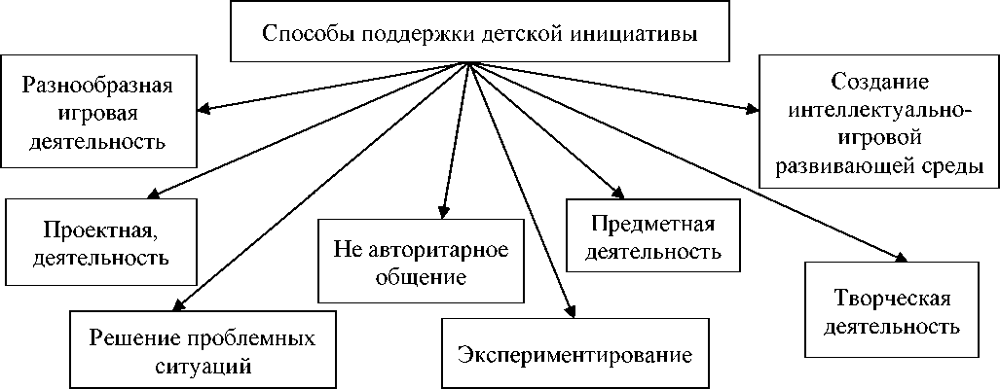 Способы поддержки детской инициативы
Разнообразная
игровая
деятельность
Создание
интеллектуально-
игровой
развивающей среды
Проектная,
деятельность
Не авторитарное
общение
Предметная
деятельность
Творческая
деятельность
Решение проблемных
ситуаций
Экспериментирование